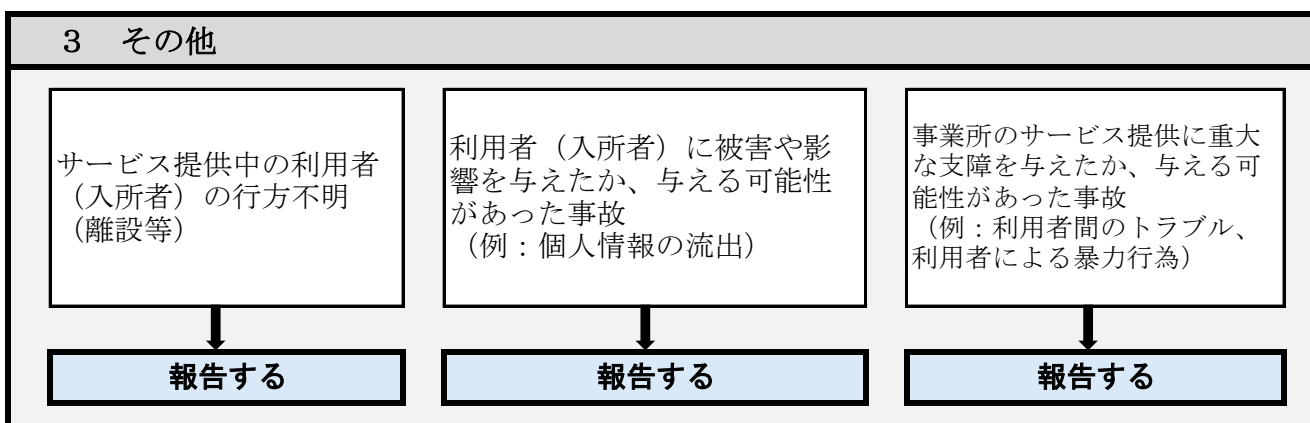 ３　その他
サービス提供中の利用者
（入所者）の行方不明
（離設等）
報告する
利用者（入所者）に被害や影
響を与えたか、与える可能性
があった事故
（例：個人情報の流出）
報告する
事業所のサービス提供に重大
な支障を与えたか、与える可
能性があった事故
（例：利用者間のトラブル、
利用者による暴力行為）
報告する